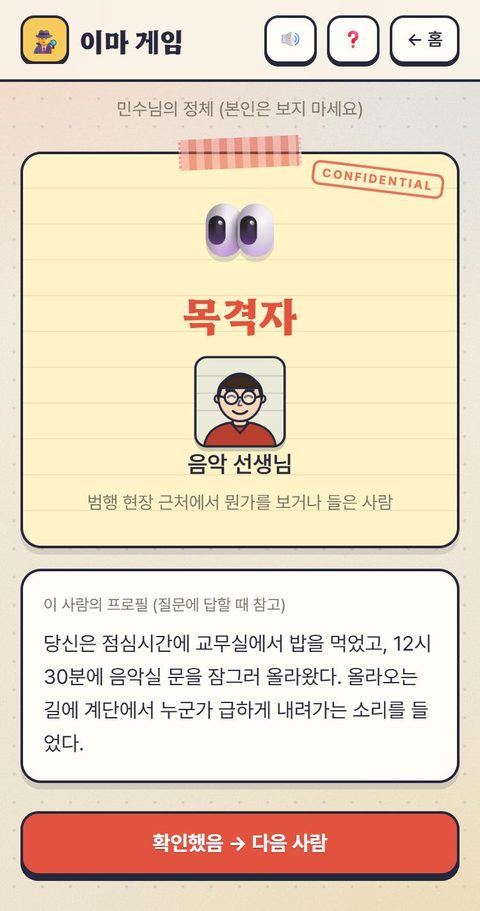 이마 게임
← 홈
민수님의 정체 (본인은 보지 마세요)
CONFIDENTIAL
목격자
음악 선생님
범행 현장 근처에서 뭔가를 보거나 들은 사람
이 사람의 프로필 (질문에 답할 때 참고)
당신은 점심시간에 교무실에서 밥을 먹었고, 12시
30분에 음악실 문을 잠그러 올라왔다. 올라오는
길에 계단에서 누군가 급하게 내려가는 소리를 들
었다.
확인했음 → 다음 사람